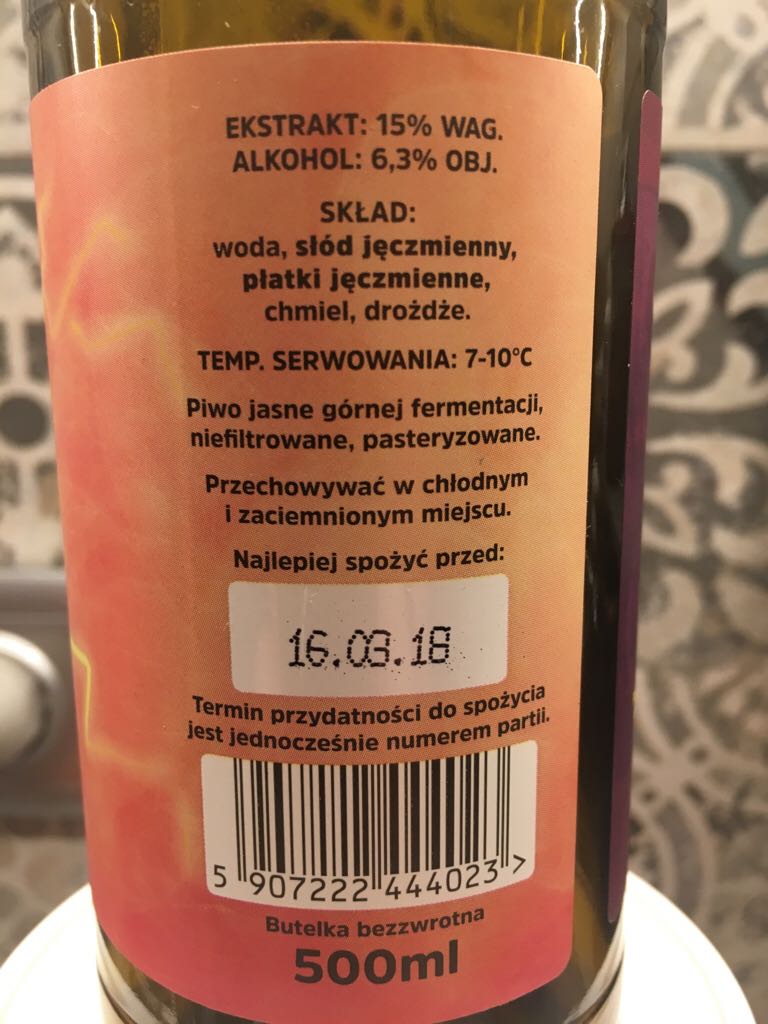 EKSTRAKT: 15% WAG.
ALKOHOL: 6,3% OBJ.
SKŁAD:
woda, słód jęczmienny,
płatki jęczmienne,
chmiel, drożdże.
TEMP. SERWOWANIA: 7-10°C
Piwo jasne górnej fermentacji,
niefiltrowane, pasteryzowane.
Przechowywać w chłodnym
i zaciemnionym miejscu.
Najlepiej spożyć przed:
16.03.18
Termin przydatności do spożycia
jest jednocześnie numerem partii.
5 907222 444023 >
Butelka bezzwrotna
500ml